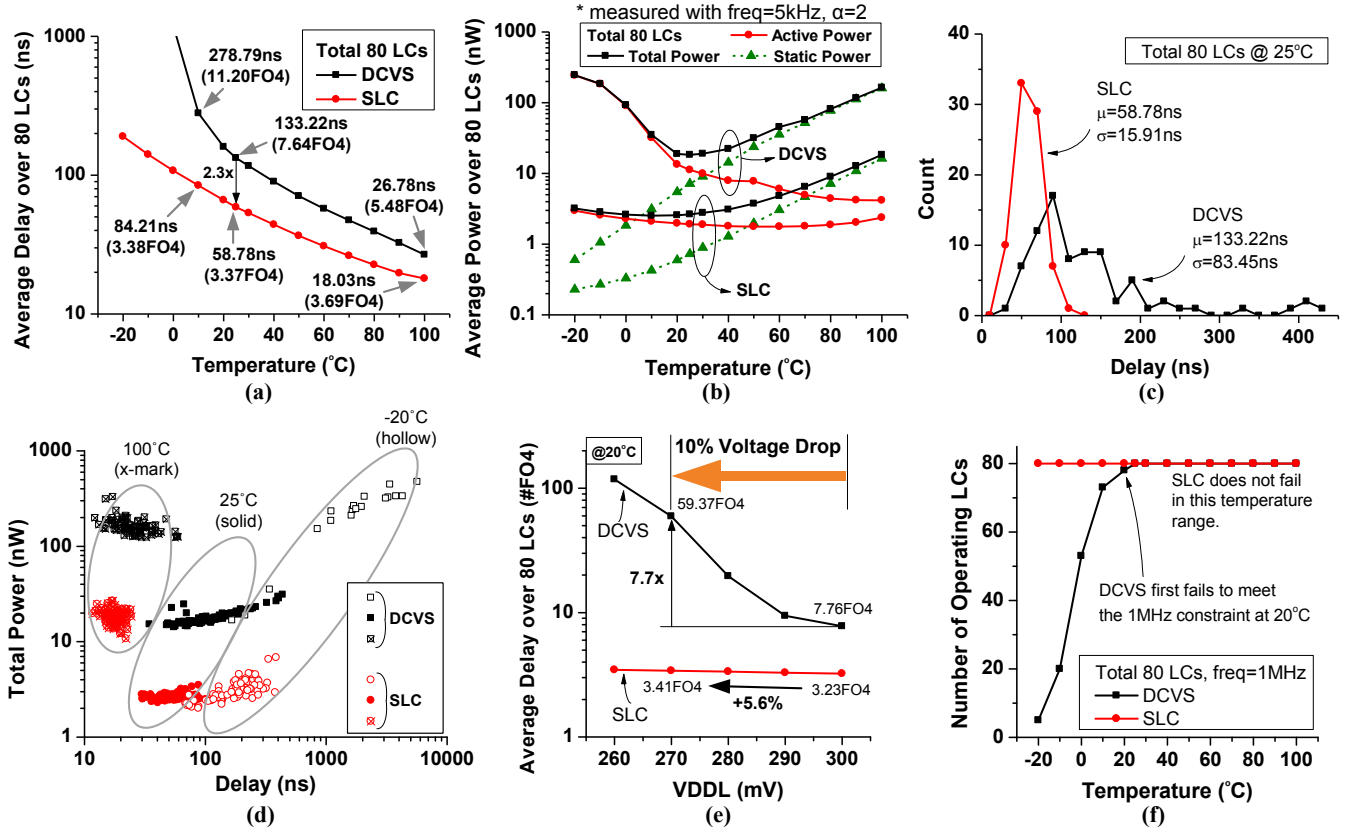 Average Delay over 80 LCs (ns)
1000
100
10
278.79ns
(11.20FO4)
Total 80 LCs
DCVS
SLC
133.22ns
(7.64FO4)
2.3x
26.78ns
(5.48FO4)
84.21ns
(3.38FO4)
58.78ns
(3.37FO4)
18.03ns
(3.69FO4)
-20 0 20 40 60 80 100
Temperature (˚C)
(a)
* measured with freq=5kHz, α=2
Average Power over 80 LCs (nW)
1000
100
10
1
0.1
Total 80 LCs
Active Power
Total Power
Static Power
DCVS
SLC
-20 0 20 40 60 80 100
Temperature (˚C)
(b)
Count
40
30
20
10
0
Total 80 LCs @ 25°C
SLC
μ=58.78ns
σ=15.91ns
DCVS
μ=133.22ns
σ=83.45ns
0 100 200 300 400
Delay (ns)
(c)
Total Power (nW)
1000
100
10
1
100˚C
(x-mark)
25˚C
(solid)
-20˚C
(hollow)
DCVS
SLC
10 100 1000 10000
Delay (ns)
(d)
Average Delay over 80 LCs (#FO4)
100
10
1
@20°C
10% Voltage Drop
59.37FO4
DCVS
7.7x
7.76FO4
3.41FO4
3.23FO4
+5.6%
SLC
260 270 280 290 300
VDDL (mV)
(e)
Number of Operating LCs
100
80
60
40
20
0
SLC does not fail
in this temperature
range.
DCVS first fails to meet
the 1MHz constraint at 20°C
Total 80 LCs, freq=1MHz
DCVS
SLC
-20 0 20 40 60 80 100
Temperature (˚C)
(f)